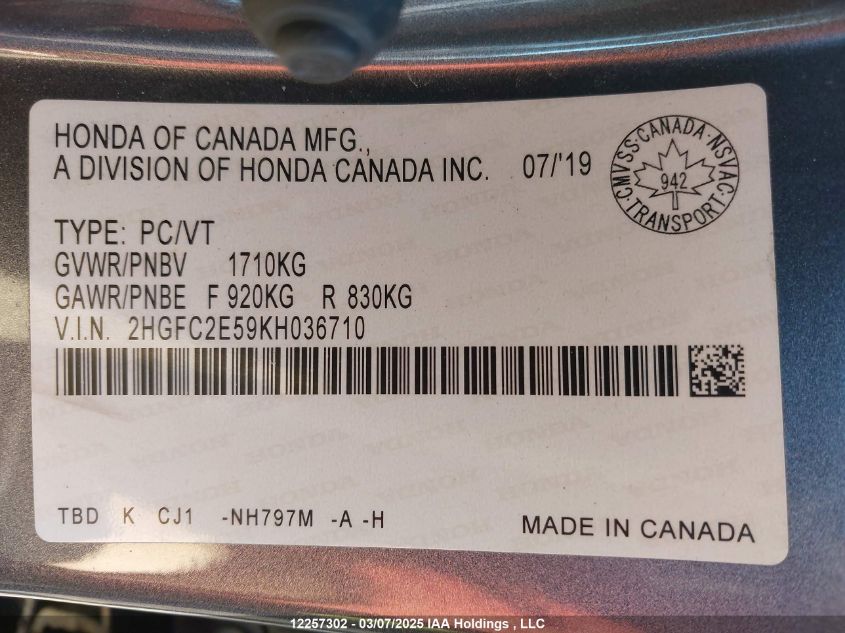 HONDA OF CANADA MFG.,
A DIVISION OF HONDA CANADA INC. 07/'19
CMVSS·CANADA·NSVAC·TRANSPORT·
942
TYPE: PC/VT
GVWR/PNBV 1710KG
GAWR/PNBE F 920KG R 830KG
V.I.N. 2HGFC2E59KH036710
TBD K CJ1 -NH797M -A -H
MADE IN CANADA
12257302 - 03/07/2025 IAA Holdings , LLC